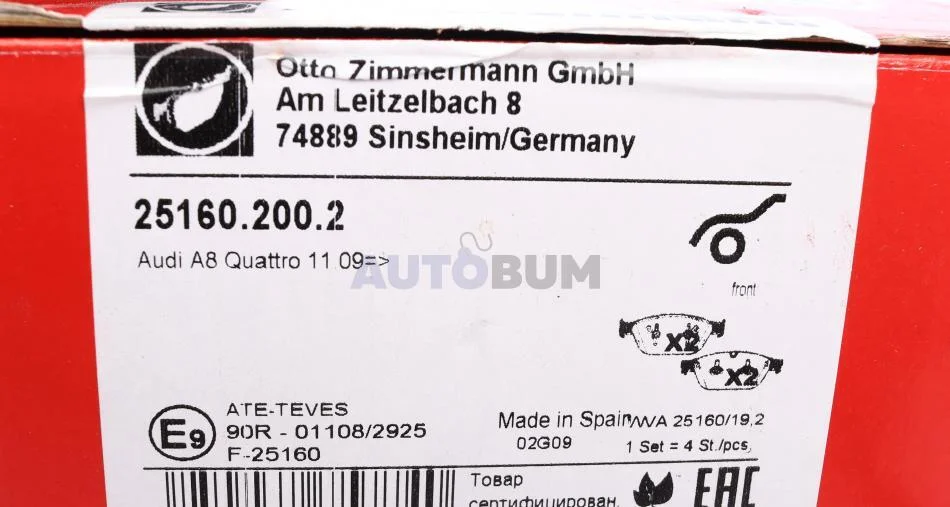 Otto Zimmermann GmbH
Am Leitzelbach 8
74889 Sinsheim/Germany
25160.200.2
Audi A8 Quattro 11.09=>
AUTOBUM
front
x2
x2
E9
ATE-TEVES
90R - 01108/2925
F-25160
Made in Spain
02G09
WVA 25160/19,2
1 Set = 4 St./pcs,
Товар
сертифицирован.
EAC